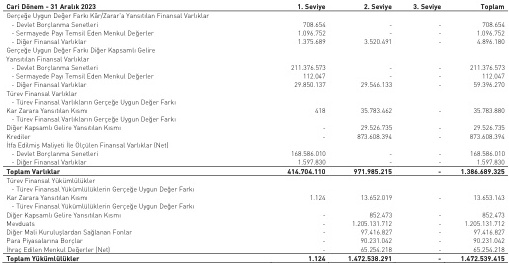 Cari Dönem - 31 Aralık 2023 1. Seviye 2. Seviye 3. Seviye Toplam
Gerçeğe Uygun Değer Farkı Kâr/Zarar'a Yansıtılan Finansal Varlıklar
- Devlet Borçlanma Senetleri 708.654 - - 708.654
- Sermayede Payı Temsil Eden Menkul Değerler 1.096.752 - - 1.096.752
- Diğer Finansal Varlıklar 1.375.689 3.520.491 - 4.896.180
Gerçeğe Uygun Değer Farkı Diğer Kapsamlı Gelire
Yansıtılan Finansal Varlıklar
- Devlet Borçlanma Senetleri 211.376.573 - - 211.376.573
- Sermayede Payı Temsil Eden Menkul Değerler 112.047 - - 112.047
- Diğer Finansal Varlıklar 29.850.137 29.546.133 - 59.396.270
Türev Finansal Varlıklar
- Türev Finansal Varlıkların Gerçeğe Uygun Değer Farkı
Kar Zarara Yansıtılan Kısmı 418 35.783.462 - 35.783.880
- Türev Finansal Varlıkların Gerçeğe Uygun Değer Farkı
Diğer Kapsamlı Gelire Yansıtılan Kısmı - 29.526.735 - 29.526.735
Krediler - 873.608.394 - 873.608.394
İtfa Edilmiş Maliyeti İle Ölçülen Finansal Varlıklar (Net)
- Devlet Borçlanma Senetleri 168.586.010 - - 168.586.010
- Diğer Finansal Varlıklar 1.597.830 - - 1.597.830
Toplam Varlıklar 414.704.110 971.985.215 - 1.386.689.325
Türev Finansal Yükümlülükler
- Türev Finansal Yükümlülüklerin Gerçeğe Uygun Değer Farkı
Kar Zarara Yansıtılan Kısmı 1.124 13.652.019 - 13.653.143
- Türev Finansal Yükümlülüklerin Gerçeğe Uygun Değer Farkı
Diğer Kapsamlı Gelire Yansıtılan Kısmı - 852.473 - 852.473
Mevduat - 1.205.131.712 - 1.205.131.712
Diğer Mali Kuruluşlardan Sağlanan Fonlar - 97.416.827 - 97.416.827
Para Piyasalarına Borçlar - 90.231.042 - 90.231.042
İhraç Edilen Menkul Değerler (Net) - 65.254.218 - 65.254.218
Toplam Yükümlülükler 1.124 1.472.538.291 - 1.472.539.415